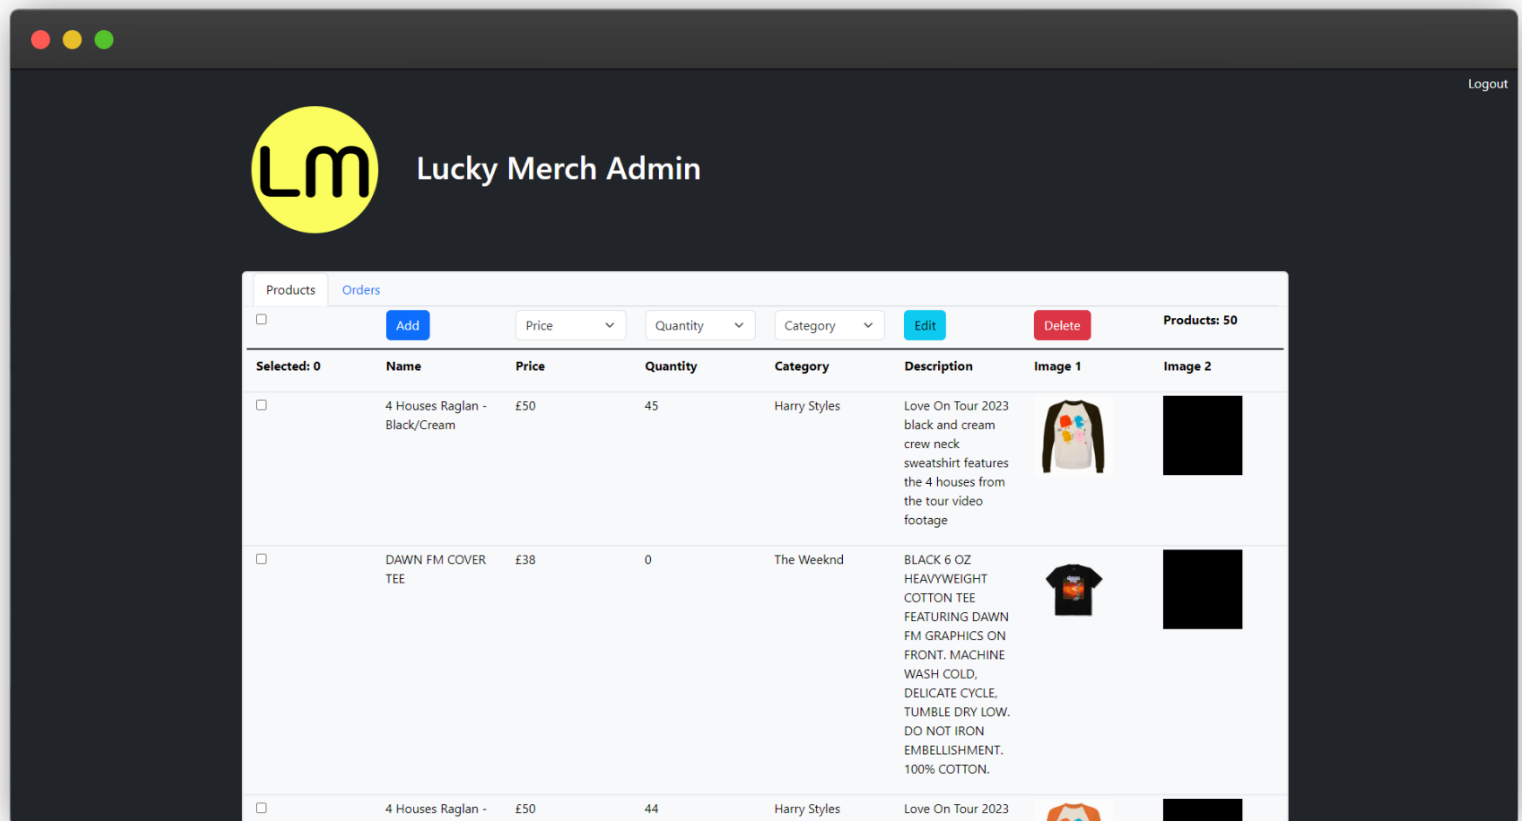 Logout
LM
Lucky Merch Admin
Products Orders
Add Price Quantity Category Edit Delete Products: 50
Selected: 0 Name Price Quantity Category Description Image 1 Image 2
4 Houses Raglan - £50 45 Harry Styles Love On Tour 2023
Black/Cream black and cream
crew neck
sweatshirt features
the 4 houses from
the tour video
footage
DAWN FM COVER £38 0 The Weeknd BLACK 6 OZ
TEE HEAVYWEIGHT
COTTON TEE
FEATURING DAWN
FM GRAPHICS ON
FRONT. MACHINE
WASH COLD,
DELICATE CYCLE,
TUMBLE DRY LOW.
DO NOT IRON
EMBELLISHMENT.
100% COTTON.
4 Houses Raglan - £50 44 Harry Styles Love On Tour 2023